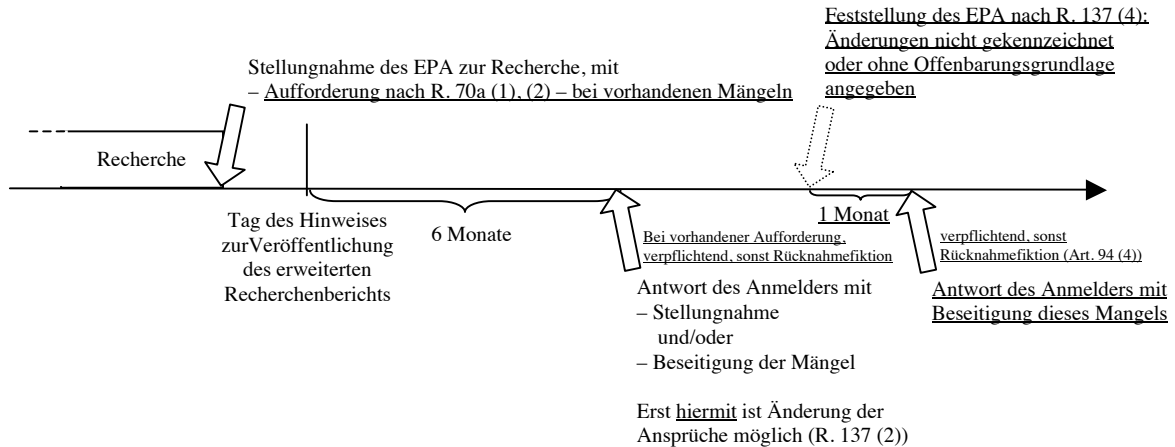 Feststellung des EPA nach R. 137 (4):
Änderungen nicht gekennzeichnet
oder ohne Offenbarungsgrundlage
angegeben
Stellungnahme des EPA zur Recherche, mit
– Aufforderung nach R. 70a (1), (2) – bei vorhandenen Mängeln
Recherche
Tag des Hinweises
zurVeröffentlichung
des erweiterten
Recherchenberichts
6 Monate
1 Monat
Bei vorhandener Aufforderung,
verpflichtend, sonst Rücknahmefiktion
Antwort des Anmelders mit
– Stellungnahme
und/oder
– Beseitigung der Mängel
Erst hiermit ist Änderung der
Ansprüche möglich (R. 137 (2))
verpflichtend, sonst
Rücknahmefiktion (Art. 94 (4))
Antwort des Anmelders mit
Beseitigung dieses Mangels